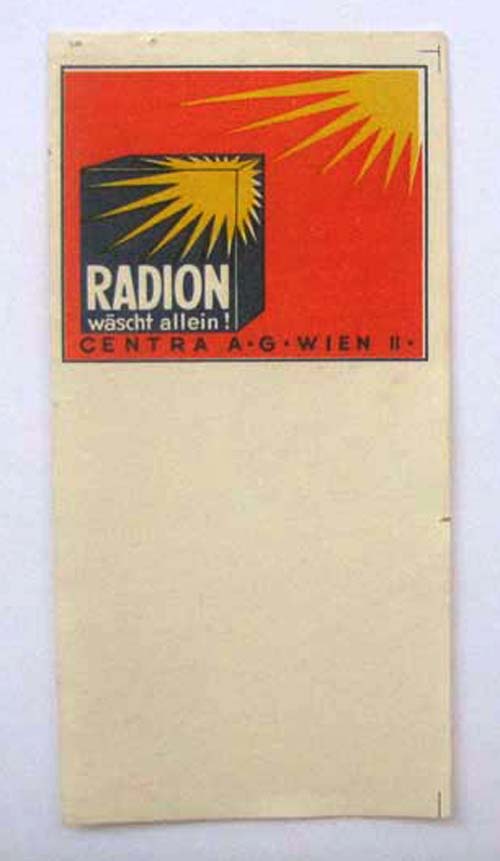 RADION
wäscht allein!
CENTRA A·G·WIEN II·